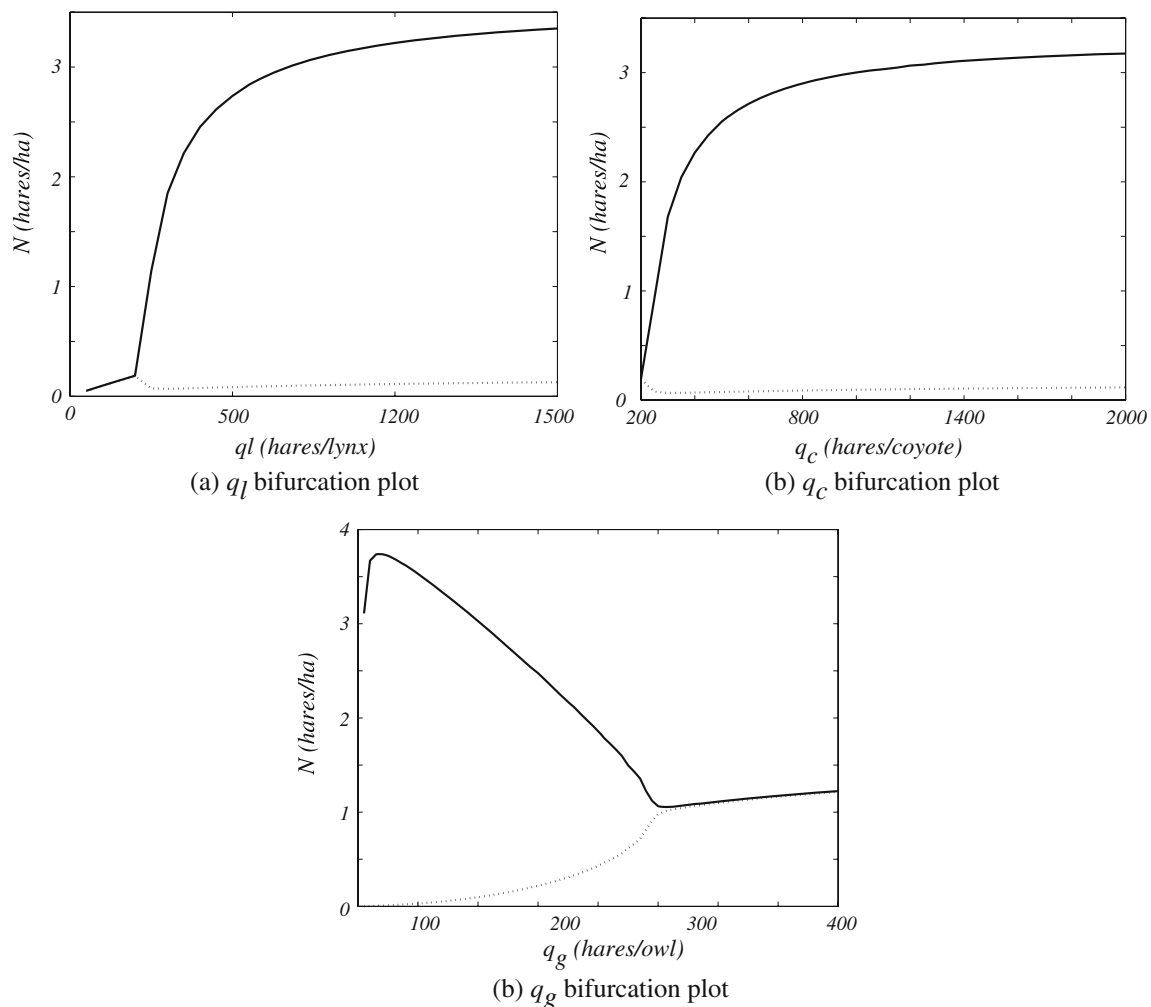 3
2
1
0
N (hares/ha)
0 500 1200 1500
ql (hares/lynx)
(a) q_l bifurcation plot
3
2
1
0
N (hares/ha)
200 800 1400 2000
q_c (hares/coyote)
(b) q_c bifurcation plot
4
3
2
1
0
N (hares/ha)
100 200 300 400
q_g (hares/owl)
(b) q_g bifurcation plot